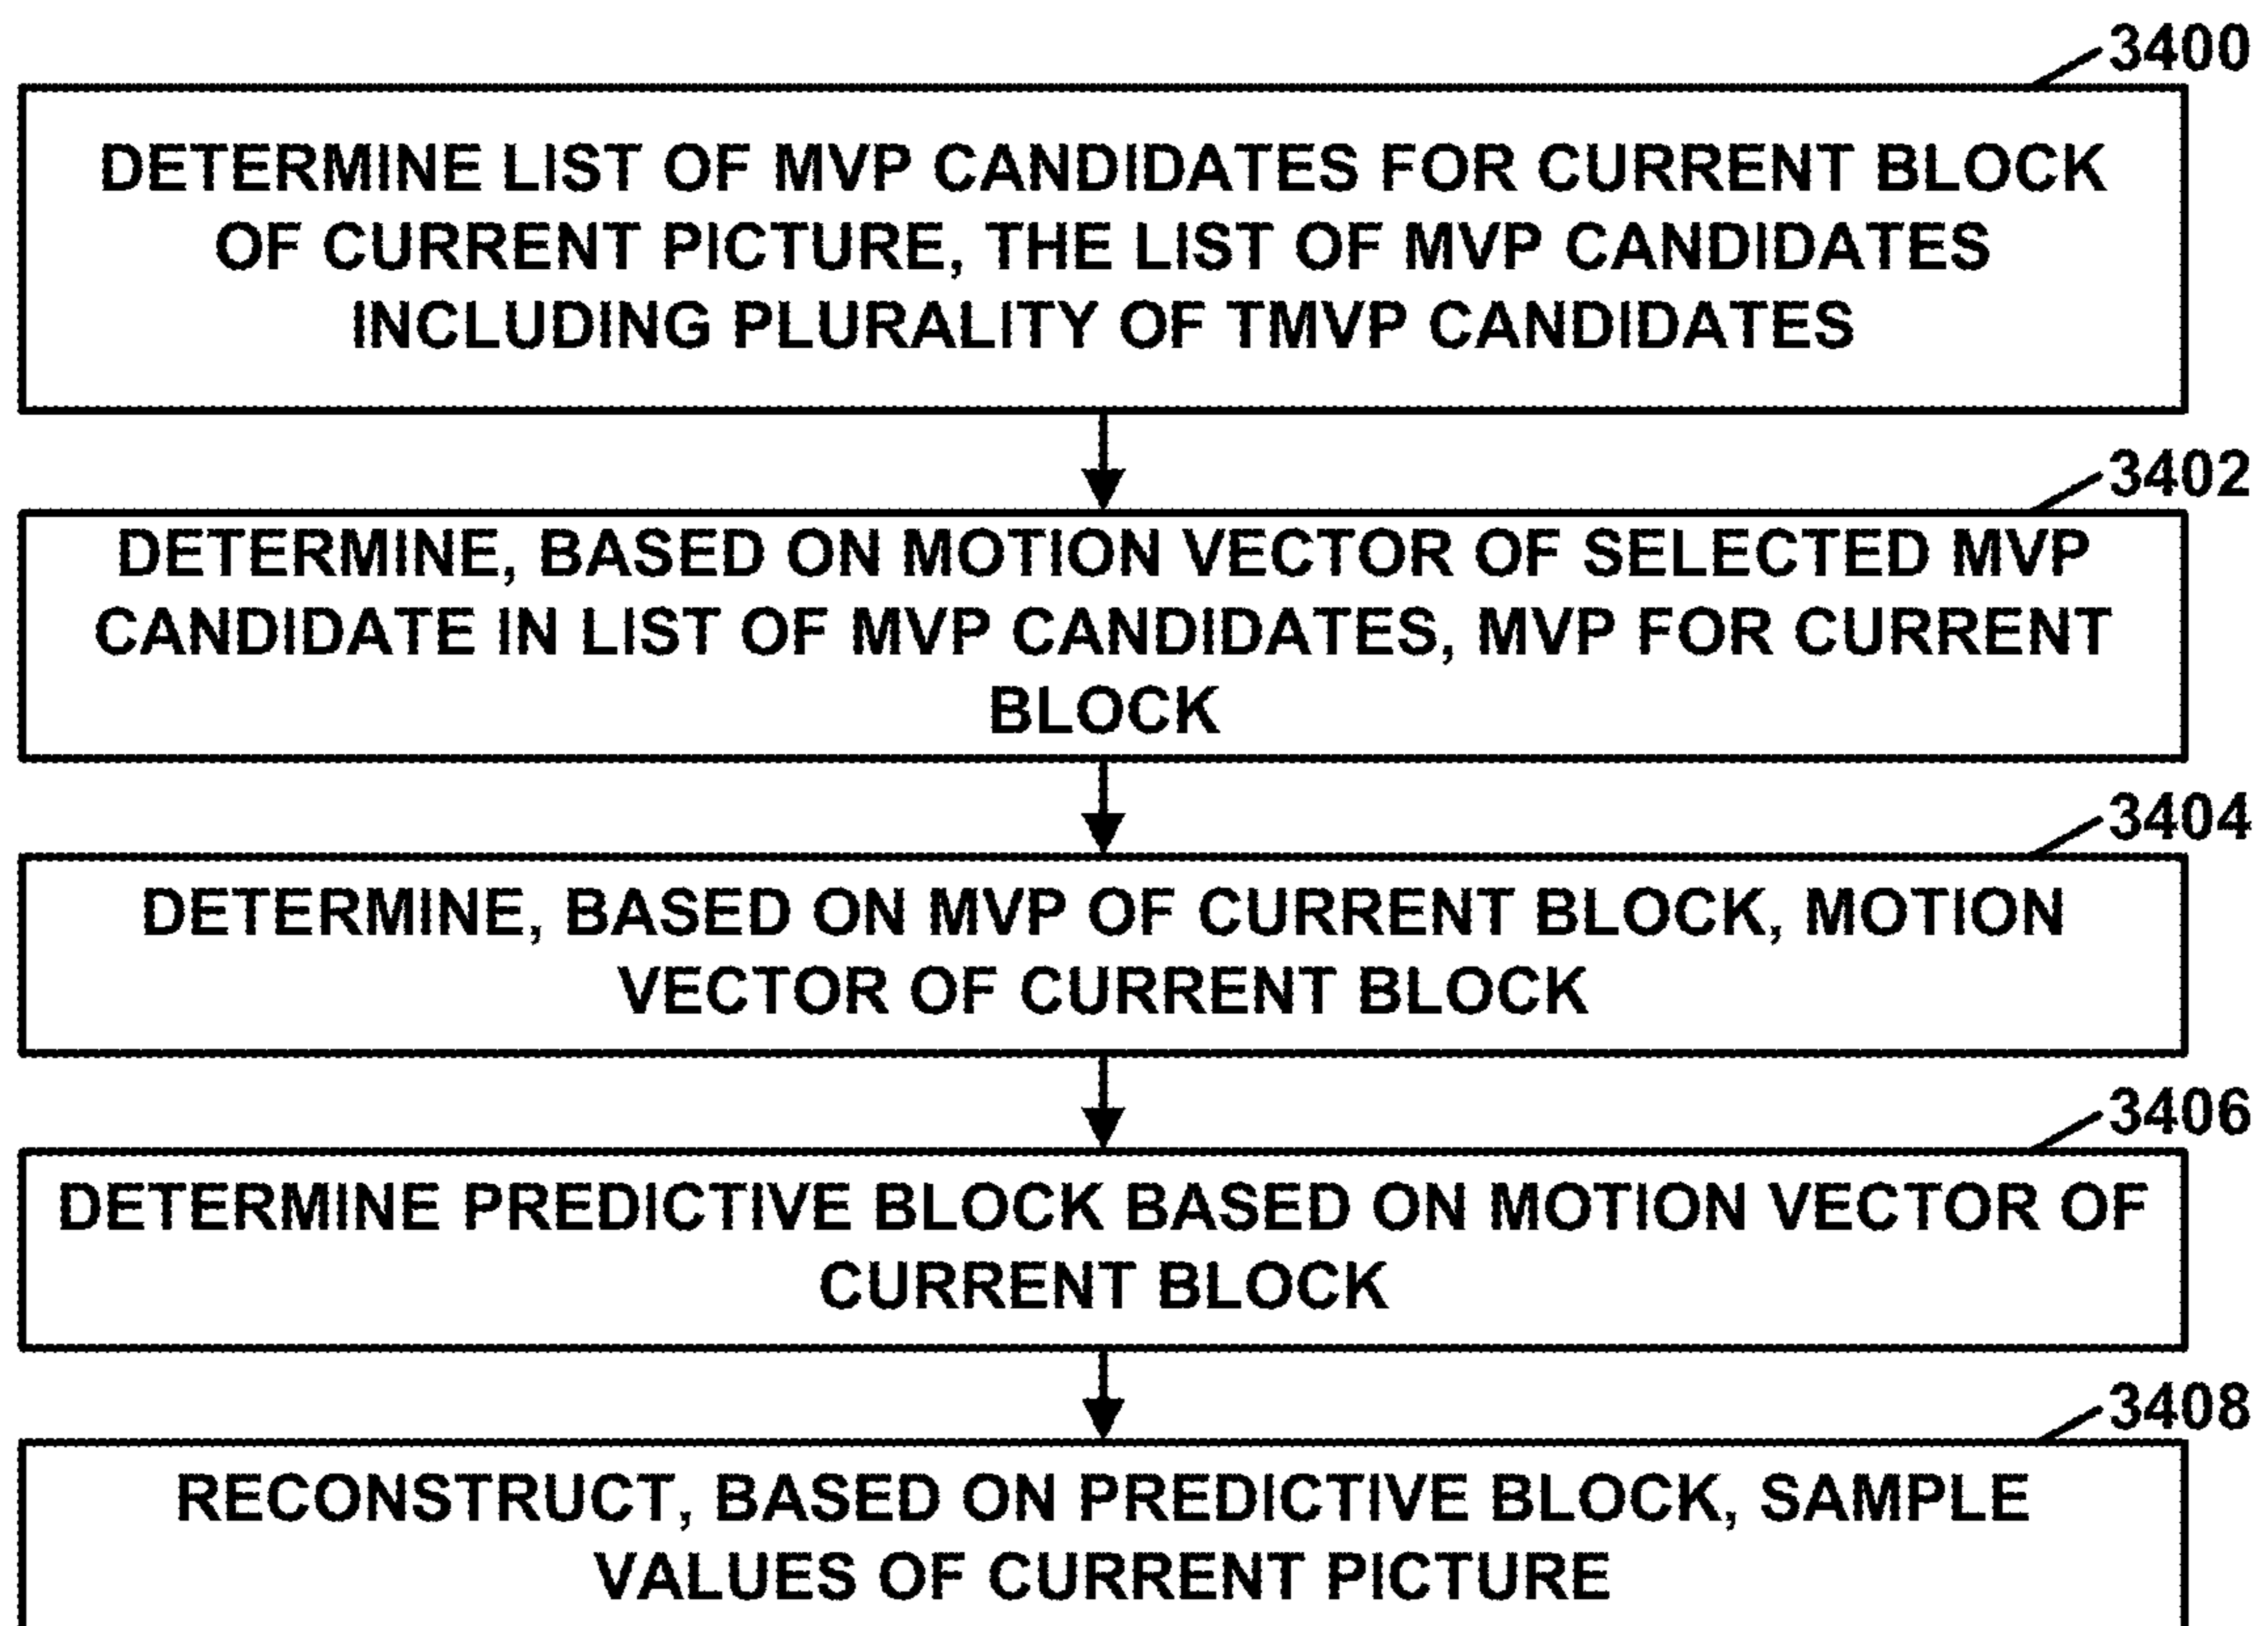 3400
DETERMINE LIST OF MVP CANDIDATES FOR CURRENT BLOCK
OF CURRENT PICTURE, THE LIST OF MVP CANDIDATES
INCLUDING PLURALITY OF TMVP CANDIDATES
3402
DETERMINE, BASED ON MOTION VECTOR OF SELECTED MVP
CANDIDATE IN LIST OF MVP CANDIDATES, MVP FOR CURRENT
BLOCK
3404
DETERMINE, BASED ON MVP OF CURRENT BLOCK, MOTION
VECTOR OF CURRENT BLOCK
3406
DETERMINE PREDICTIVE BLOCK BASED ON MOTION VECTOR OF
CURRENT BLOCK
3408
RECONSTRUCT, BASED ON PREDICTIVE BLOCK, SAMPLE
VALUES OF CURRENT PICTURE